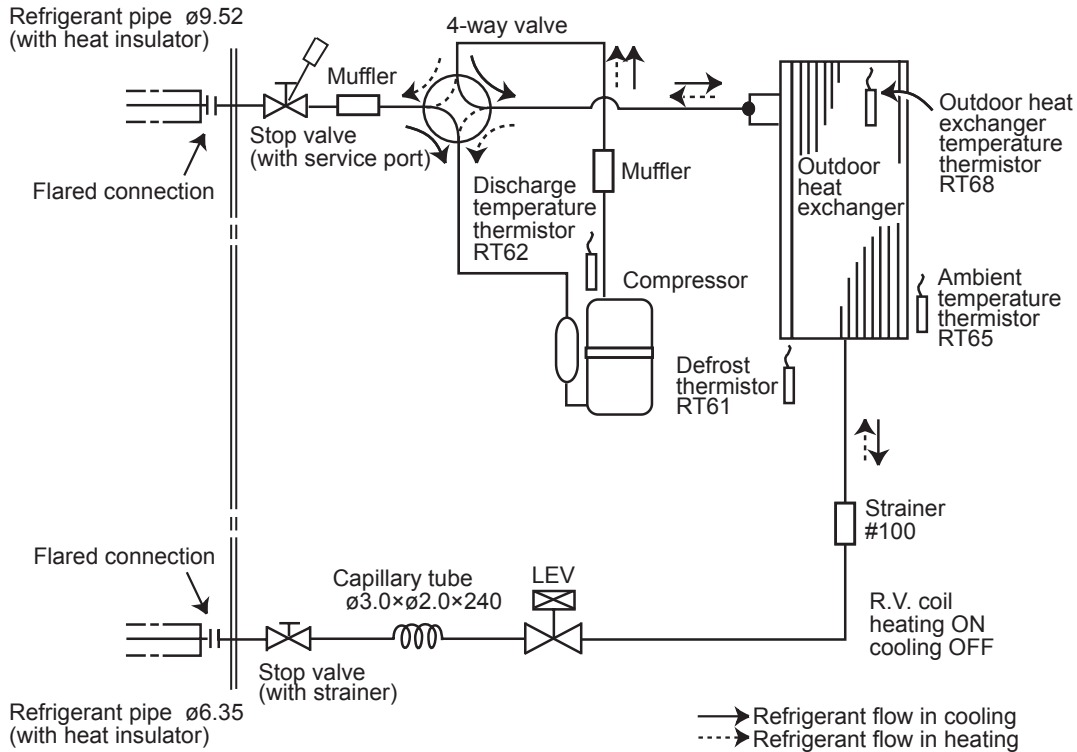 Refrigerant pipe ø9.52
(with heat insulator)
4-way valve
Muffler
Stop valve
(with service port)
Flared connection
Discharge
temperature
thermistor
RT62
Muffler
Compressor
Outdoor
heat
exchanger
Outdoor heat
exchanger
temperature
thermistor
RT68
Ambient
temperature
thermistor
RT65
Defrost
thermistor
RT61
Strainer
#100
Flared connection
Capillary tube
ø3.0×ø2.0×240
LEV
R.V. coil
heating ON
cooling OFF
Stop valve
(with strainer)
Refrigerant pipe ø6.35
(with heat insulator)
Refrigerant flow in cooling
Refrigerant flow in heating